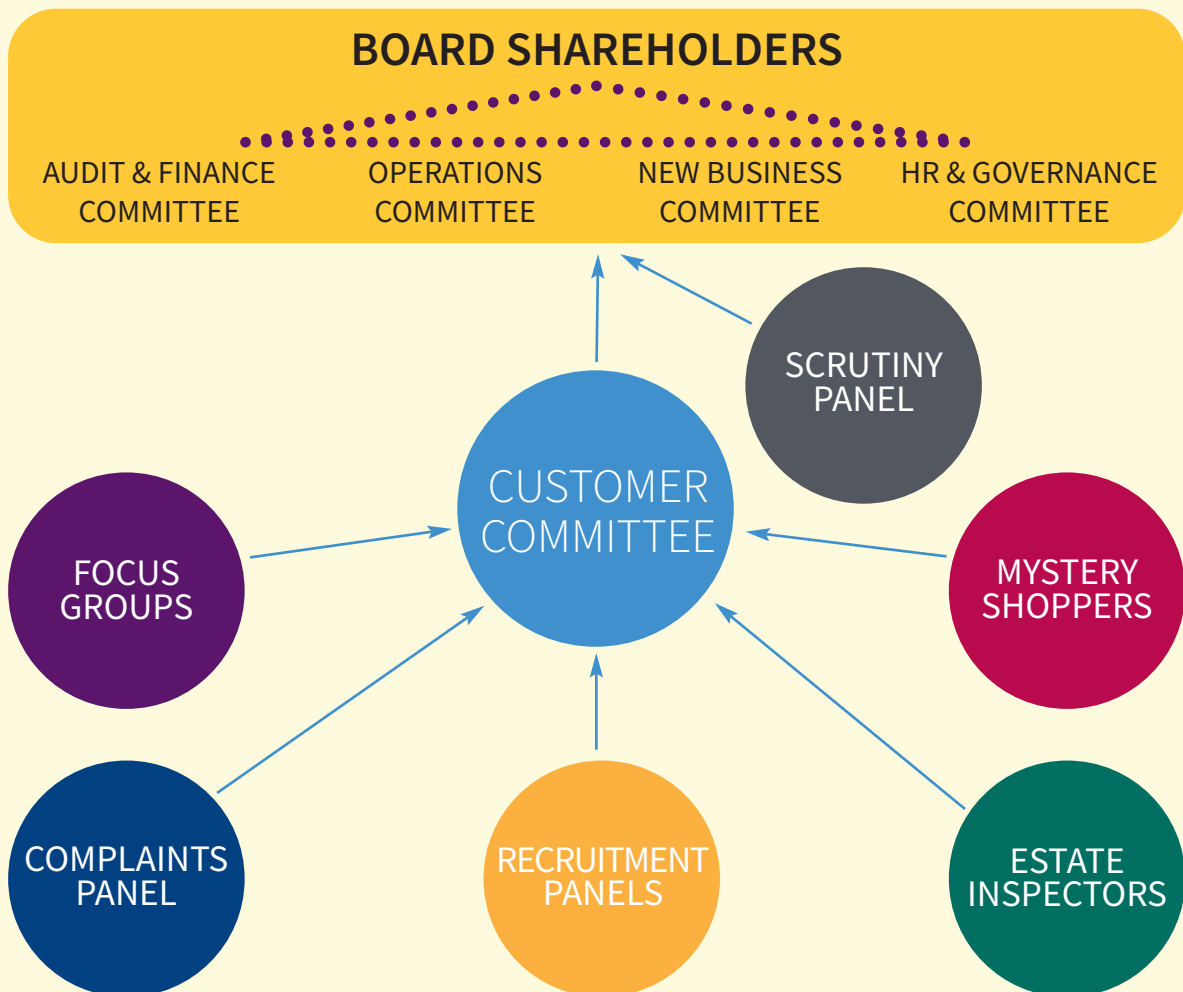 BOARD SHAREHOLDERS
AUDIT & FINANCE
COMMITTEE
OPERATIONS
COMMITTEE
NEW BUSINESS
COMMITTEE
HR & GOVERNANCE
COMMITTEE
SCRUTINY
PANEL
CUSTOMER
COMMITTEE
FOCUS
GROUPS
MYSTERY
SHOPPERS
COMPLAINTS
PANEL
RECRUITMENT
PANELS
ESTATE
INSPECTORS